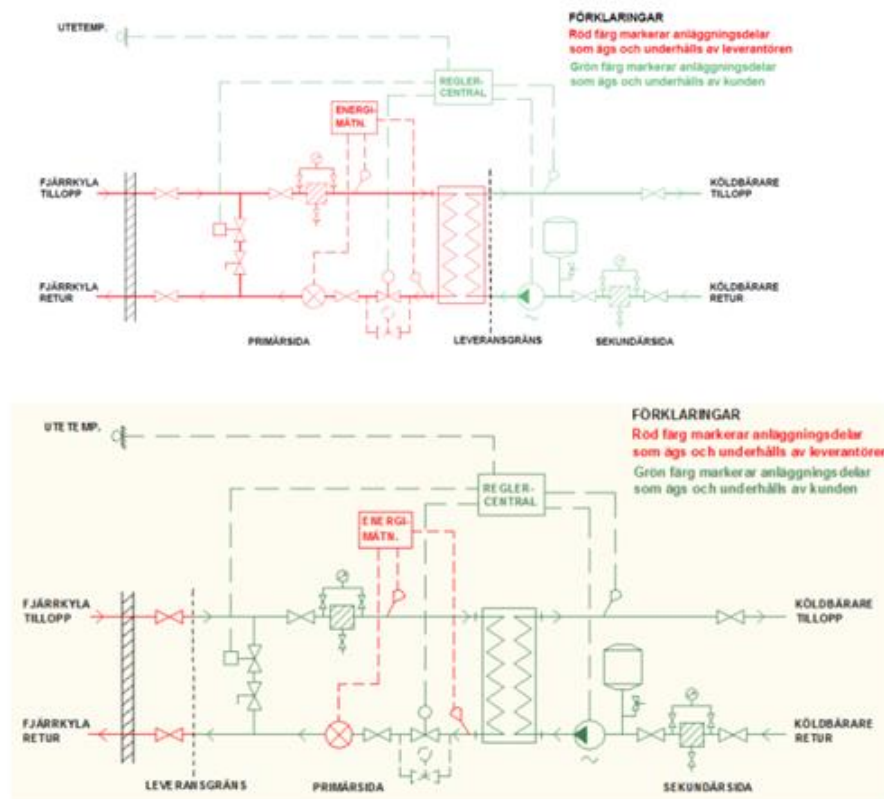 FÖRKLARINGAR
Röd färg markerar anläggningsdelar
som ägs och underhålls av leverantören
Grön färg markerar anläggningsdelar
som ägs och underhålls av kunden
UTETEMP.
REGLER-
CENTRAL
ENERGI-
MÄTN.
FJÄRRKYLA
TILLOPP
KÖLDBÄRARE
TILLOPP
FJÄRRKYLA
RETUR
KÖLDBÄRARE
RETUR
PRIMÄRSIDA
LEVERANSGRÄNS
SEKUNDÄRSIDA
FÖRKLARINGAR
Röd färg markerar anläggningsdelar
som ägs och underhålls av leverantören
Grön färg markerar anläggningsdelar
som ägs och underhålls av kunden
UTETEMP.
REGLER-
CENTRAL
ENERGI-
MÄTN.
FJÄRRKYLA
TILLOPP
KÖLDBÄRARE
TILLOPP
FJÄRRKYLA
RETUR
KÖLDBÄRARE
RETUR
LEVERANSGRÄNS
PRIMÄRSIDA
SEKUNDÄRSIDA